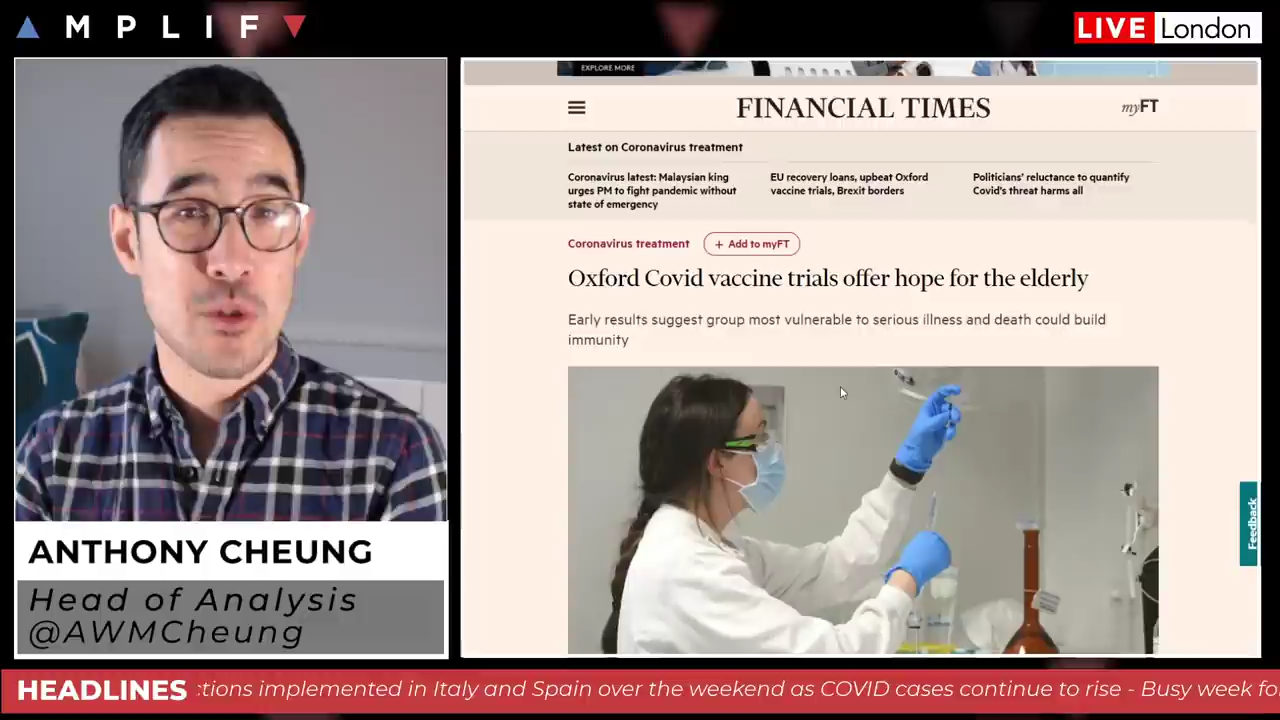 AMPLIFY
LIVE London
EXPLORE MORE
FINANCIAL TIMES
myFT
Latest on Coronavirus treatment
Coronavirus latest: Malaysian king
urges PM to fight pandemic without
state of emergency
EU recovery loans, upbeat Oxford
vaccine trials, Brexit borders
Politicians' reluctance to quantify
Covid's threat harms all
Coronavirus treatment
+ Add to myFT
Oxford Covid vaccine trials offer hope for the elderly
Early results suggest group most vulnerable to serious illness and death could build
immunity
Feedback
ANTHONY CHEUNG
Head of Analysis
@AWMCheung
HEADLINES
tions implemented in Italy and Spain over the weekend as COVID cases continue to rise - Busy week fo